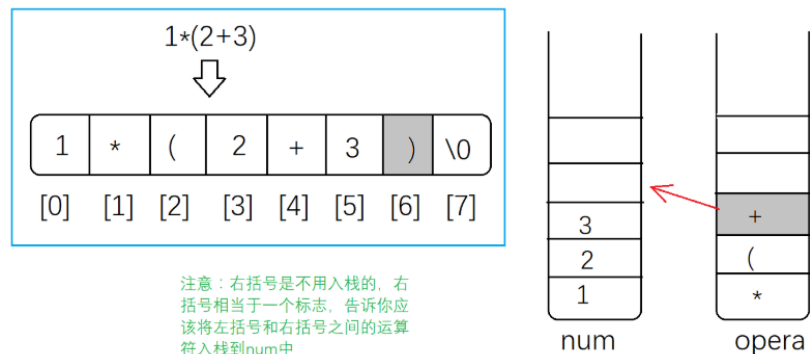 1*(2+3)
1 * ( 2 + 3 ) \0
[0] [1] [2] [3] [4] [5] [6] [7]
注意：右括号是不用入栈的，右
括号相当于一个标志，告诉你应
该将左括号和右括号之间的运算
符入栈到num中
3
2
1
num
+
(
*
opera